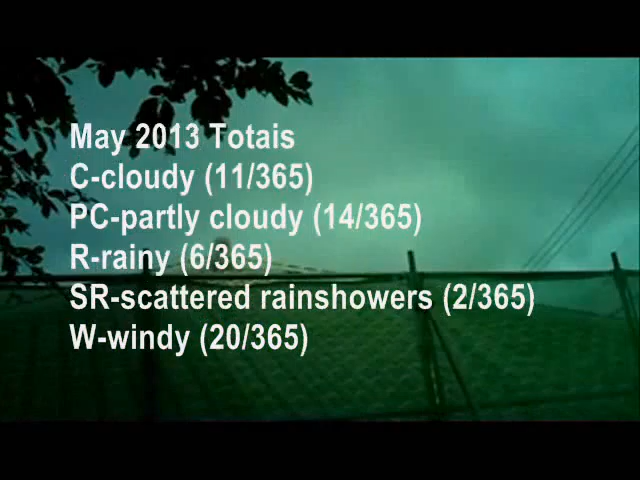 May 2013 Totais
C-cloudy (11/365)
PC-partly cloudy (14/365)
R-rainy (6/365)
SR-scattered rainshowers (2/365)
W-windy (20/365)